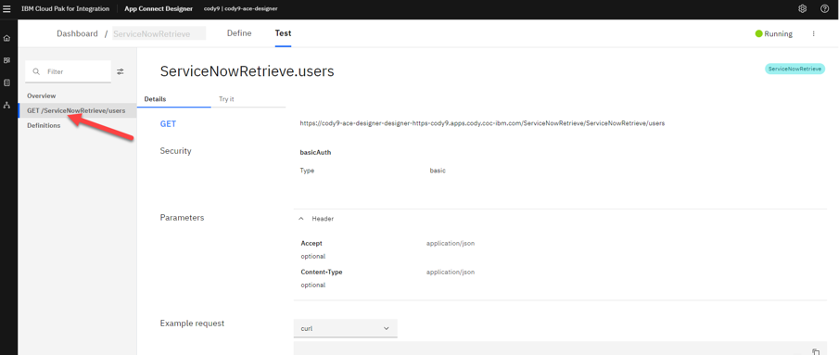 IBM Cloud Pak for Integration | App Connect Designer cody9 | cody9-ace-designer
Dashboard / ServiceNowRetrieve Define Test Running
Filter
Overview
GET /ServiceNowRetrieve/users
Definitions
ServiceNowRetrieve.users
ServiceNowRetrieve
Details Try it
GET https://cody9-ace-designer-designer-https-cody9.apps.cody.coc-ibm.com/ServiceNowRetrieve/ServiceNowRetrieve/users
Security basicAuth
Type basic
Parameters Header
Accept application/json
optional
Content-Type application/json
optional
Example request curl